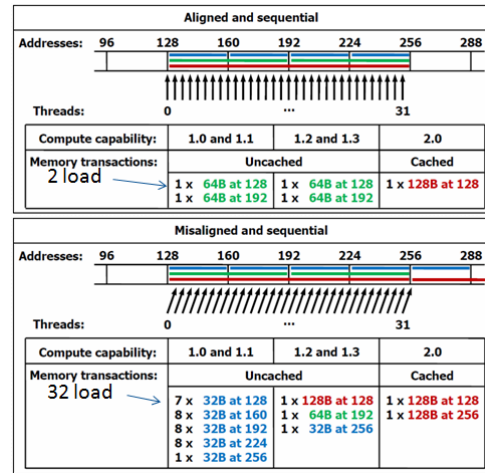 Aligned and sequential
Addresses: 96 128 160 192 224 256 288
Threads: 0 ... 31
Compute capability: 1.0 and 1.1 1.2 and 1.3 2.0
Memory transactions: Uncached Cached
2 load
1 x 64B at 128 1 x 64B at 128 1 x 128B at 128
1 x 64B at 192 1 x 64B at 192
Misaligned and sequential
Addresses: 96 128 160 192 224 256 288
Threads: 0 ... 31
Compute capability: 1.0 and 1.1 1.2 and 1.3 2.0
Memory transactions: Uncached Cached
32 load
7 x 32B at 128 1 x 128B at 128 1 x 128B at 128
8 x 32B at 160 1 x 64B at 192 1 x 128B at 256
8 x 32B at 192 1 x 32B at 256
8 x 32B at 224
1 x 32B at 256